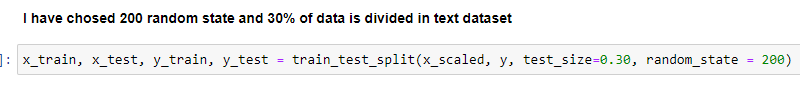 I have chosed 200 random state and 30% of data is divided in text dataset
]: x_train, x_test, y_train, y_test = train_test_split(x_scaled, y, test_size=0.30, random_state = 200)